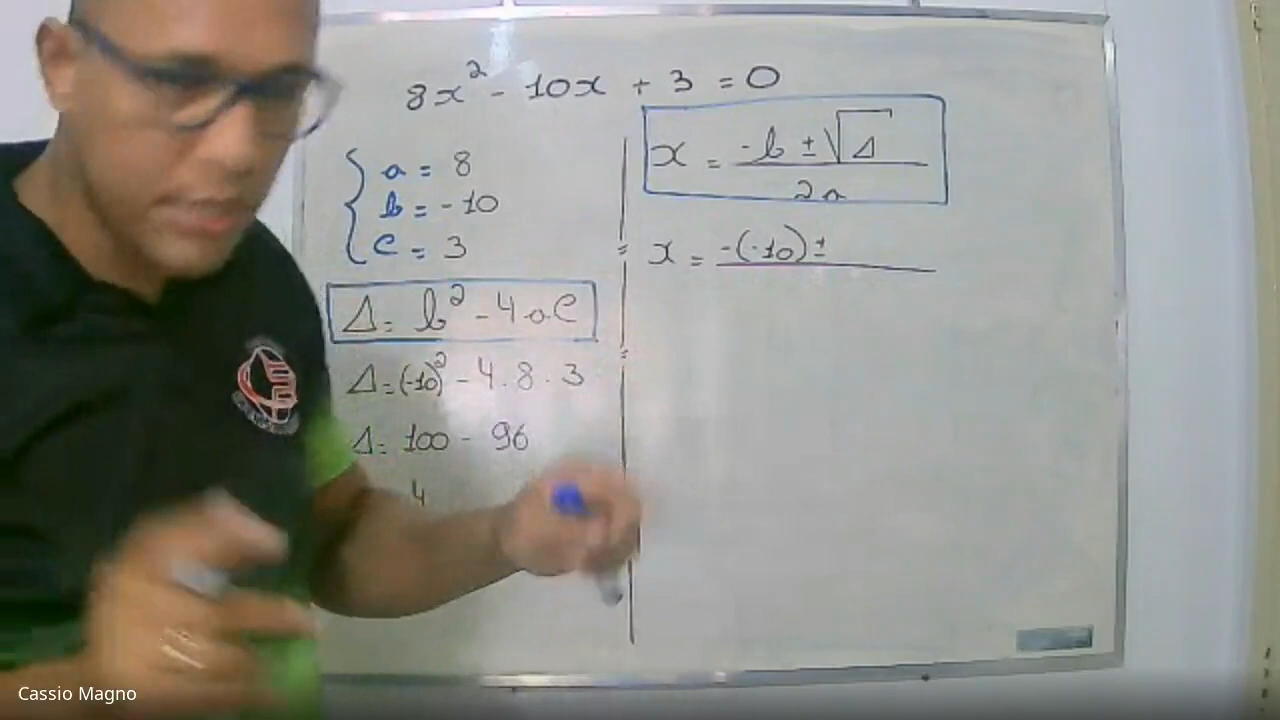 8x² - 10x + 3 = 0
a = 8
b = -10
c = 3
Δ = b² - 4ac
Δ = (-10)² - 4.8.3
Δ = 100 - 96
4
x = -b ± √Δ / 2a
x = -(-10) ±
Cassio Magno